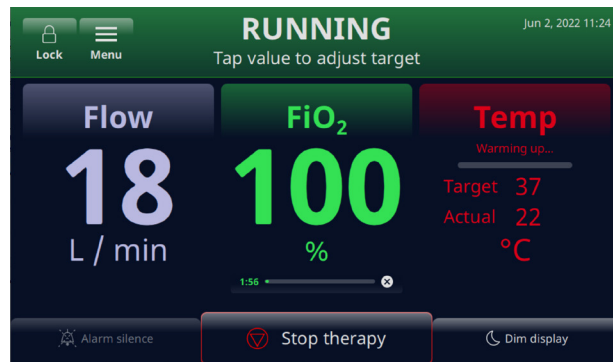 RUNNING
Jun 2, 2022 11:24
Lock Menu
Tap value to adjust target
Flow
18
L / min
FiO₂
100
%
1:56
Temp
Warming up...
Target 37
Actual 22
°C
Alarm silence
Stop therapy
Dim display